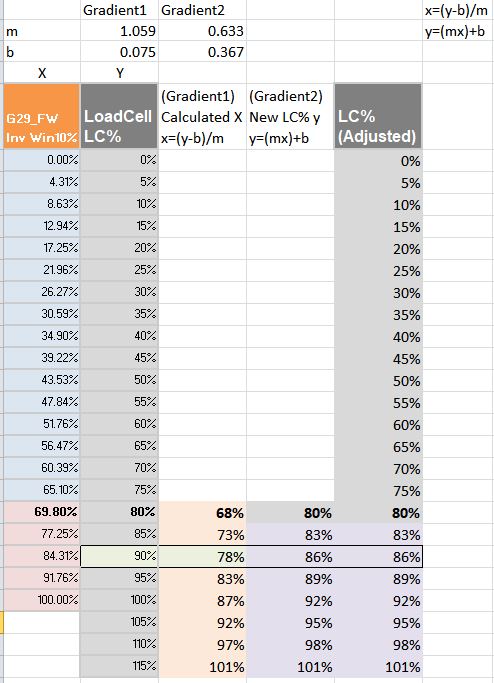 Gradient1 Gradient2 x=(y-b)/m
m 1.059 0.633 y=(mx)+b
b 0.075 0.367
X Y
G29_FW Inv Win10% LoadCell LC% (Gradient1) Calculated X x=(y-b)/m (Gradient2) New LC% y y=(mx)+b LC% (Adjusted)
0.00% 0% 0%
4.31% 5% 5%
8.63% 10% 10%
12.94% 15% 15%
17.25% 20% 20%
21.96% 25% 25%
26.27% 30% 30%
30.59% 35% 35%
34.90% 40% 40%
39.22% 45% 45%
43.53% 50% 50%
47.84% 55% 55%
51.76% 60% 60%
56.47% 65% 65%
60.39% 70% 70%
65.10% 75% 75%
69.80% 80% 68% 80% 80%
77.25% 85% 73% 83% 83%
84.31% 90% 78% 86% 86%
91.76% 95% 83% 89% 89%
100.00% 100% 87% 92% 92%
105% 92% 95% 95%
110% 97% 98% 98%
115% 101% 101% 101%